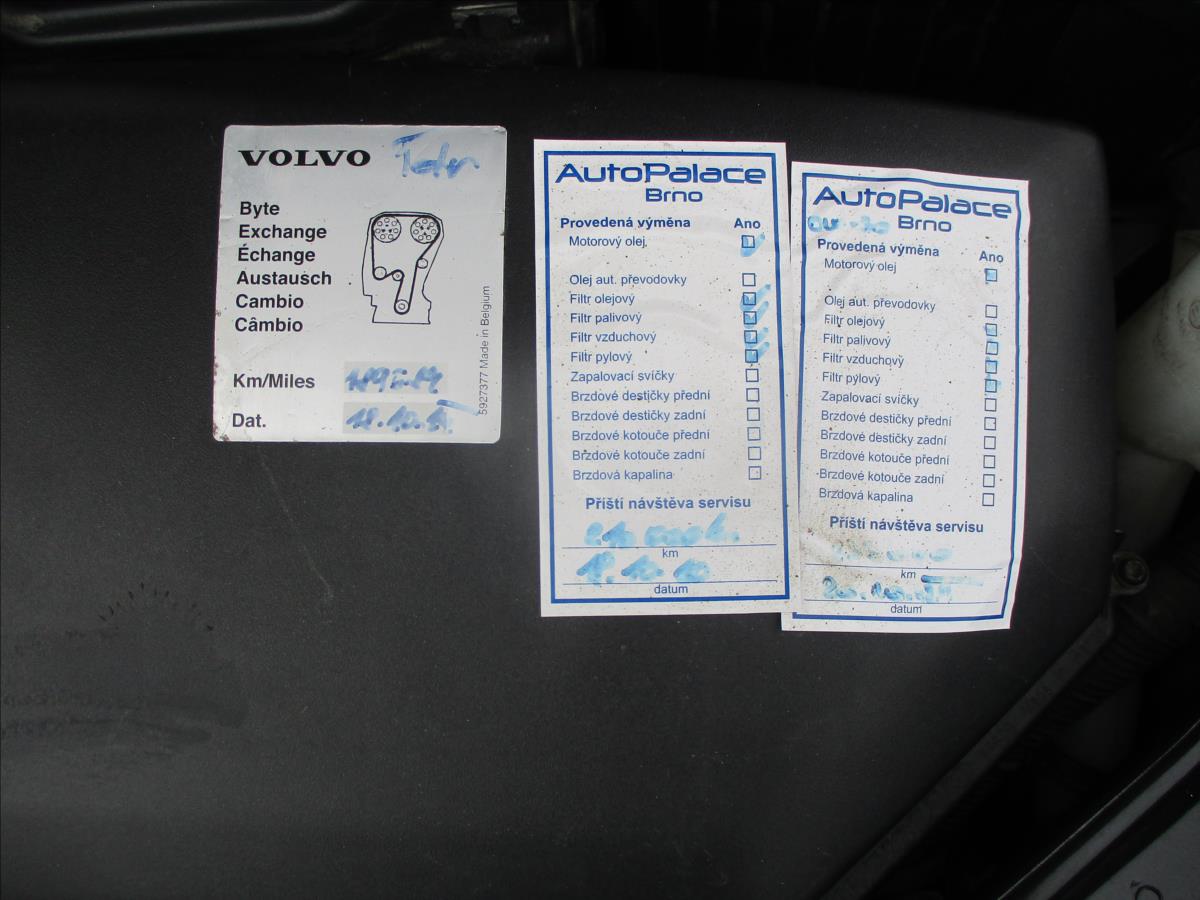 VOLVO
Byte
Exchange
Échange
Austausch
Cambio
Câmbio
Km/Miles
Dat.
5927377 Made in Belgium
AutoPalace
Brno
Provedená výměna Ano
Motorový olej
Olej aut. převodovky
Filtr olejový
Filtr palivový
Filtr vzduchový
Filtr pylový
Zapalovací svíčky
Brzdové destičky přední
Brzdové destičky zadní
Brzdové kotouče přední
Brzdové kotouče zadní
Brzdová kapalina
Příští návštěva servisu
km
datum
AutoPalace
Brno
Provedená výměna Ano
Motorový olej
Olej aut. převodovky
Filtr olejový
Filtr palivový
Filtr vzduchový
Filtr pylový
Zapalovací svíčky
Brzdové destičky přední
Brzdové destičky zadní
Brzdové kotouče přední
Brzdové kotouče zadní
Brzdová kapalina
Příští návštěva servisu
km
datum